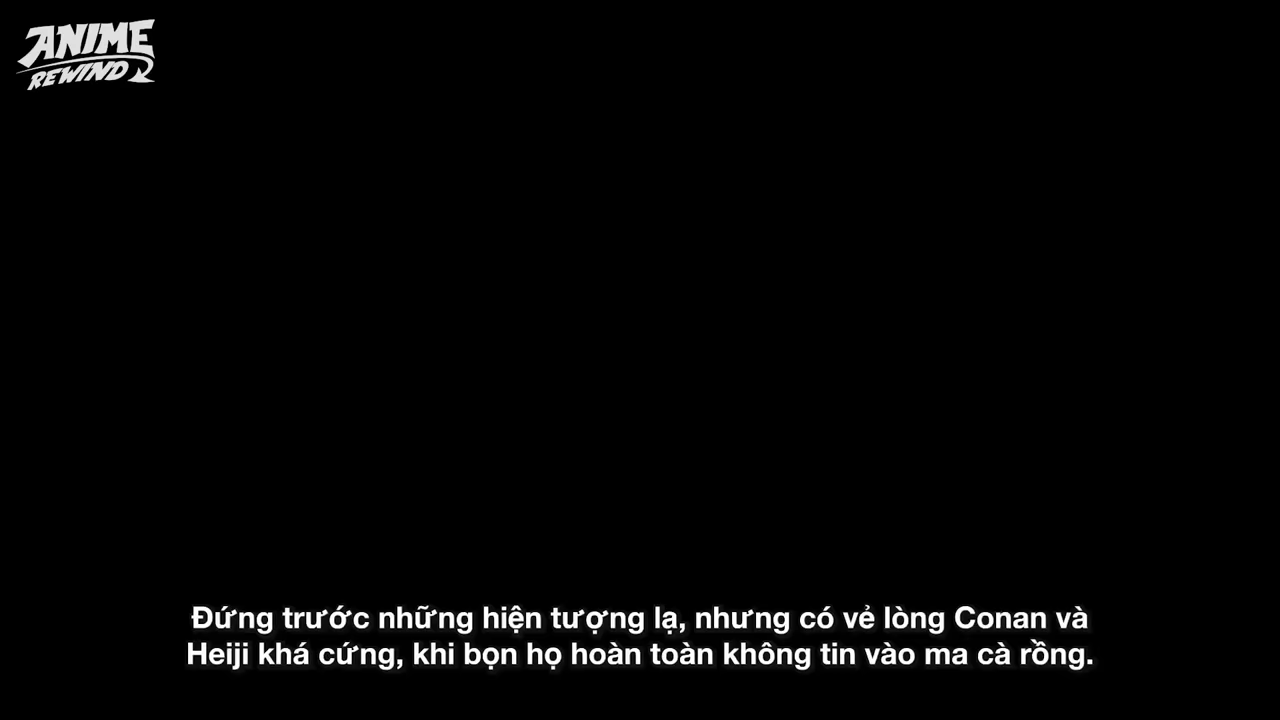 ANIME
REWIND
Đứng trước những hiện tượng lạ, nhưng có vẻ lòng Conan và
Heiji khá cứng, khi bọn họ hoàn toàn không tin vào ma cà rồng.